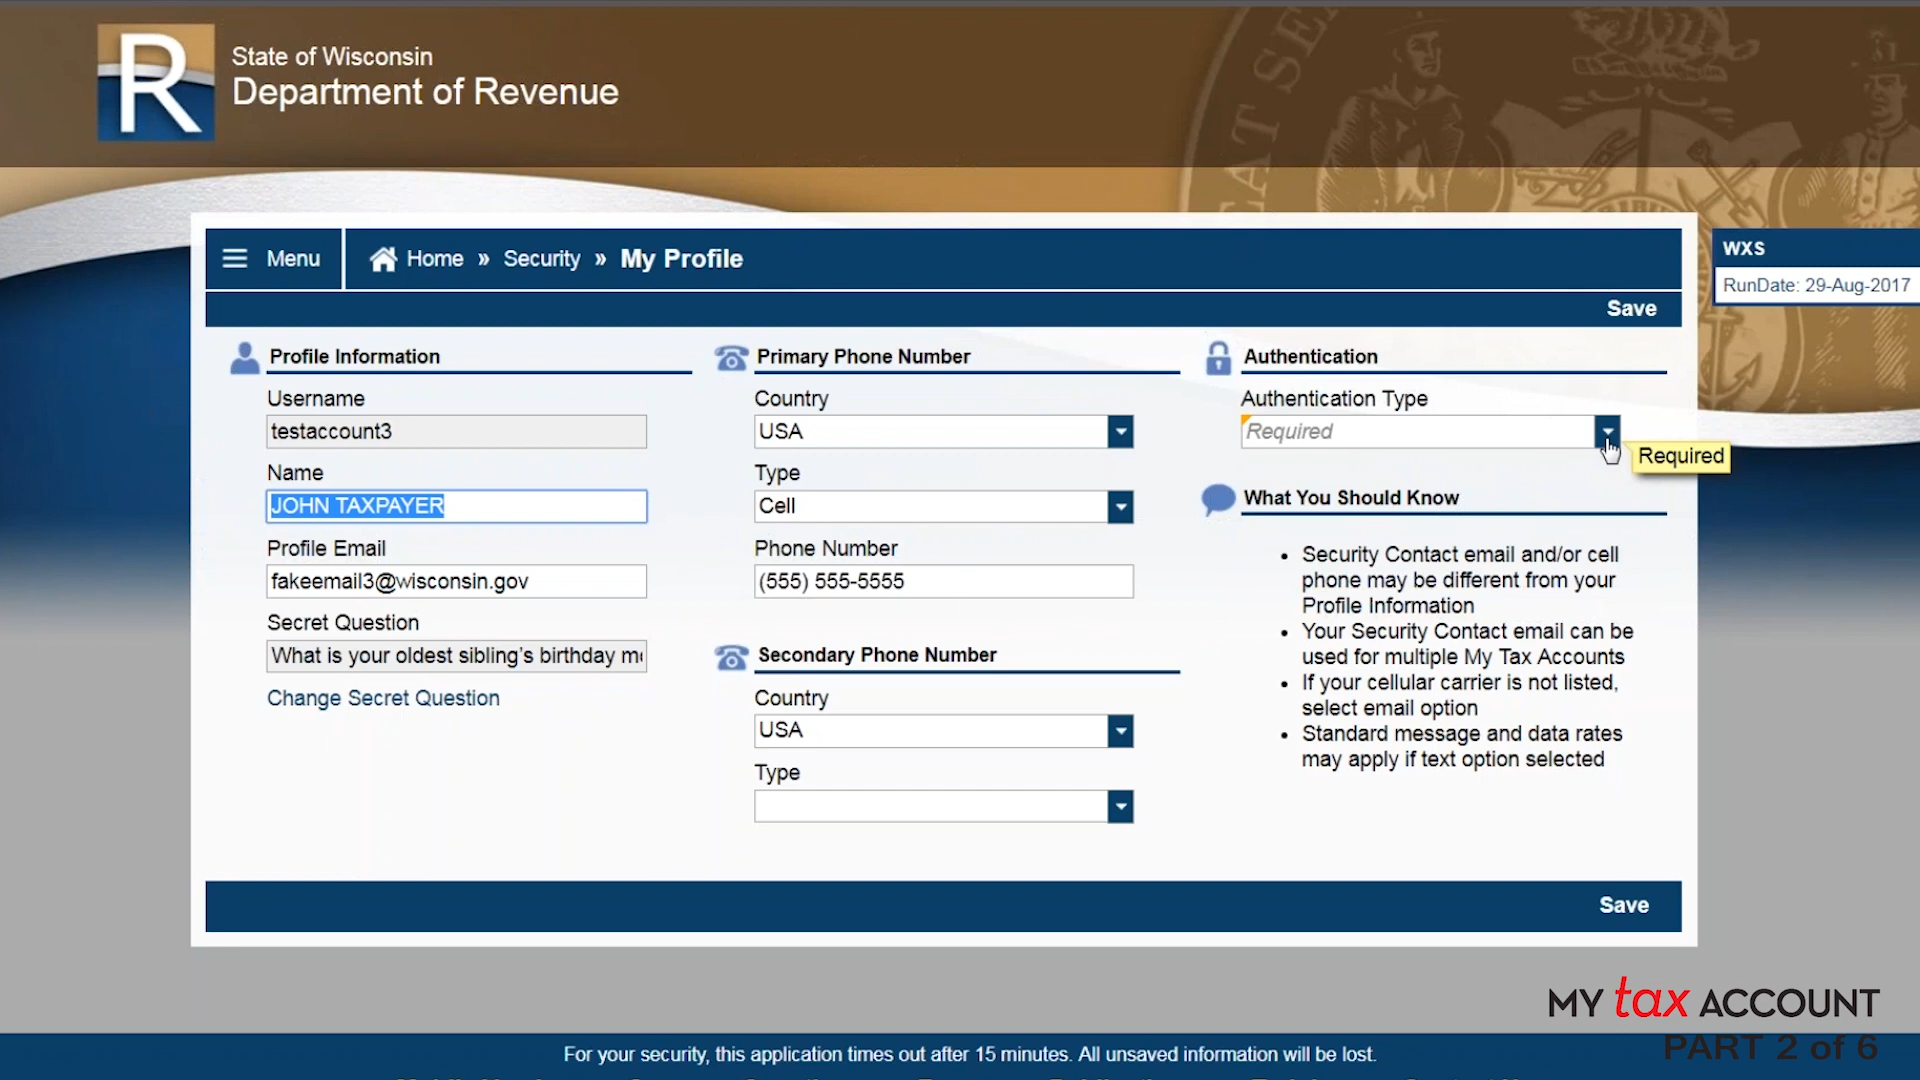 State of Wisconsin
Department of Revenue
R
EAT SE
Menu
Home » Security » My Profile
WXS
RunDate: 29-Aug-2017
Save
Profile Information
Username
testaccount3
Name
JOHN TAXPAYER
Profile Email
fakeemail3@wisconsin.gov
Secret Question
What is your oldest sibling's birthday
Change Secret Question
Primary Phone Number
Country
USA
Type
Cell
Phone Number
(555) 555-5555
Secondary Phone Number
Country
USA
Type
Authentication
Authentication Type
Required
Required
What You Should Know
• Security Contact email and/or cell
phone may be different from your
Profile Information
• Your Security Contact email can be
used for multiple My Tax Accounts
• If your cellular carrier is not listed,
select email option
• Standard message and data rates
may apply if text option selected
Save
MY tax ACCOUNT
PART 2 of 6
For your security, this application times out after 15 minutes. All unsaved information will be lost.